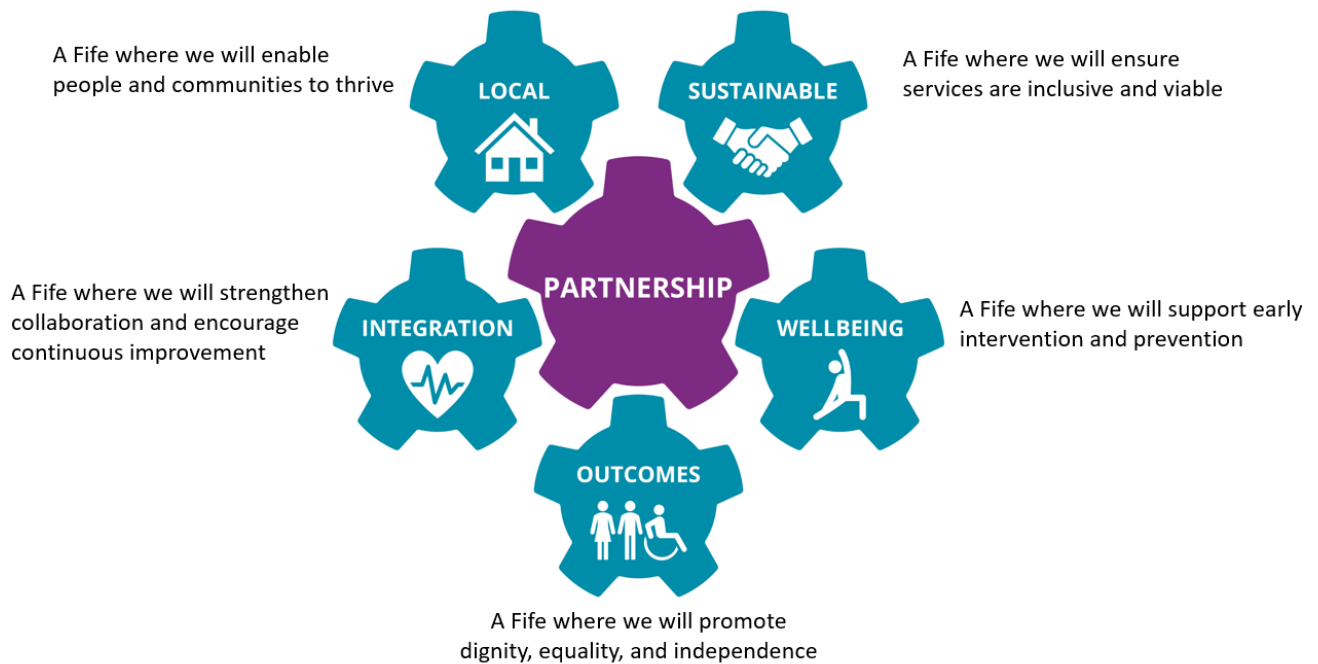 A Fife where we will enable
people and communities to thrive
LOCAL
SUSTAINABLE
A Fife where we will ensure
services are inclusive and viable
PARTNERSHIP
A Fife where we will strengthen
collaboration and encourage
continuous improvement
INTEGRATION
WELLBEING
A Fife where we will support early
intervention and prevention
OUTCOMES
A Fife where we will promote
dignity, equality, and independence